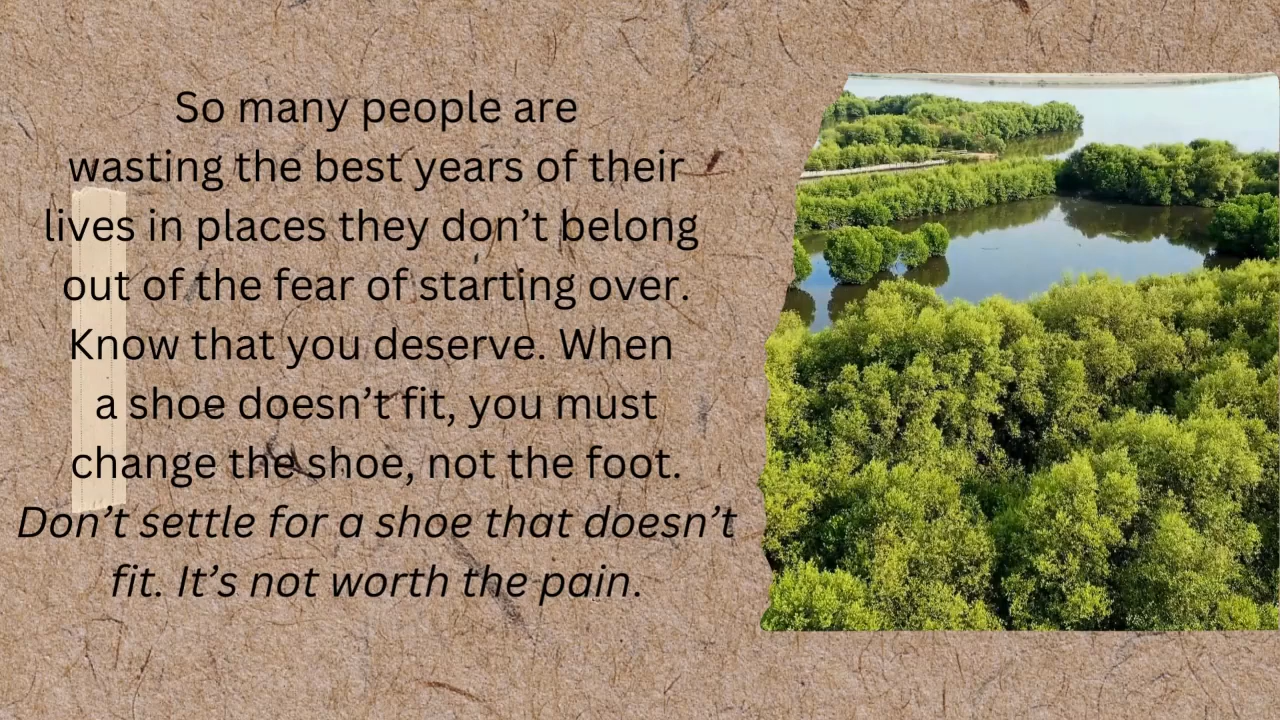 So many people are
wasting the best years of their
lives in places they don’t belong
out of the fear of starting over.
Know that you deserve. When
a shoe doesn’t fit, you must
change the shoe, not the foot.
Don’t settle for a shoe that doesn’t
fit. It’s not worth the pain.